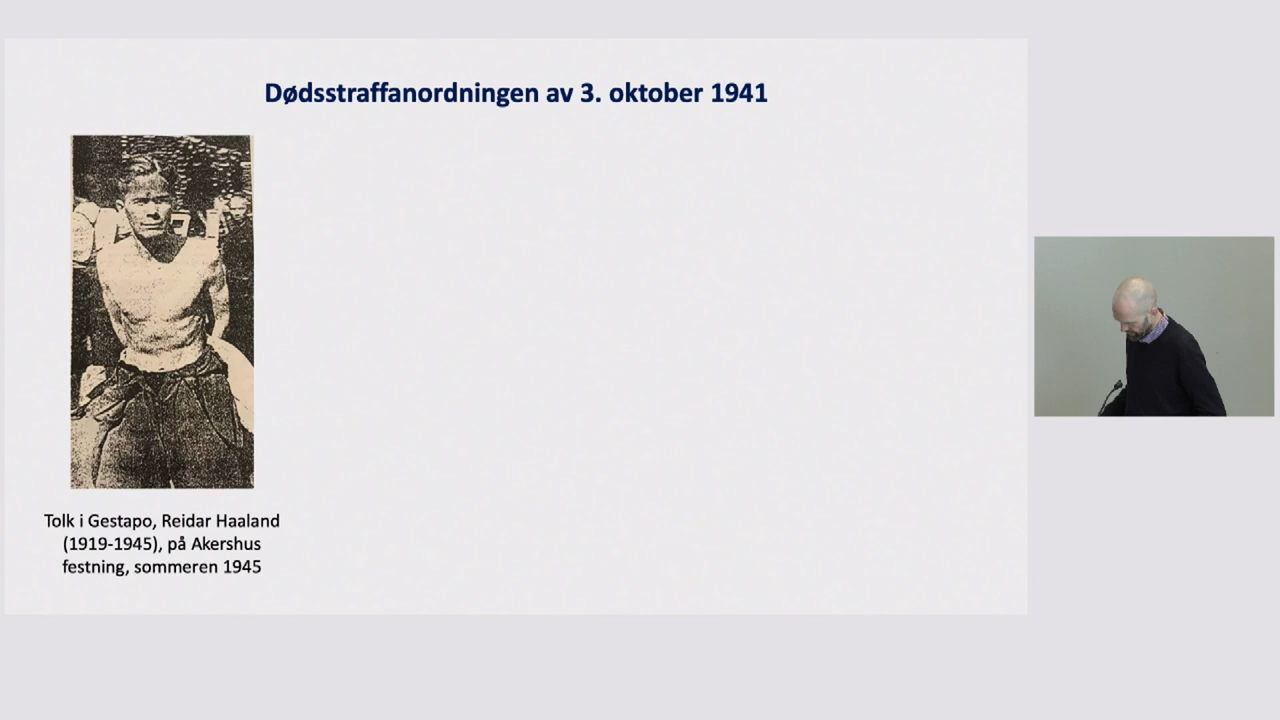 Dødsstraffanordningen av 3. oktober 1941
Tolk i Gestapo, Reidar Haaland
(1919-1945), på Akershus
festning, sommeren 1945